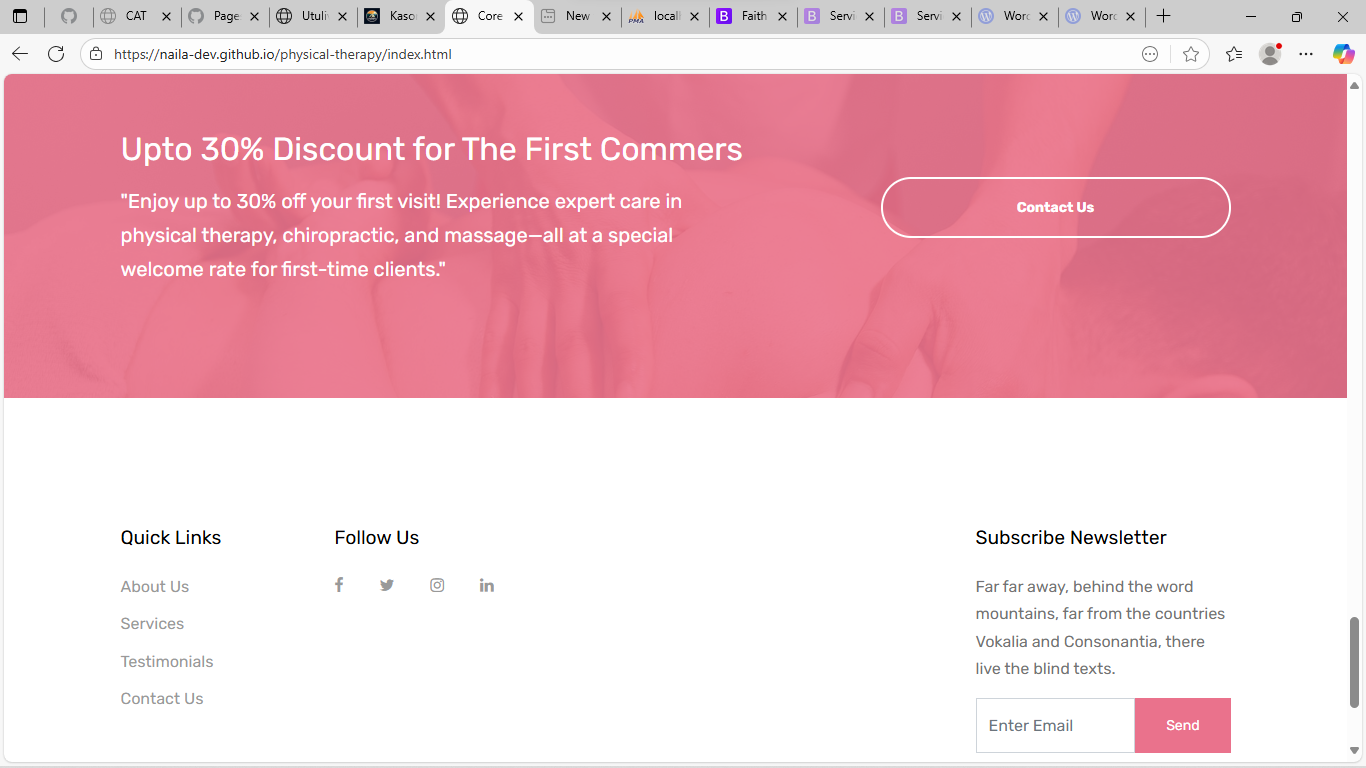 CAT
Page
Utuliv
Kasor
Core
New
locall
Faith
Servi
Servi
Word
Word
https://naila-dev.github.io/physical-therapy/index.html
Upto 30% Discount for The First Commers
"Enjoy up to 30% off your first visit! Experience expert care in
physical therapy, chiropractic, and massage—all at a special
welcome rate for first-time clients."
Contact Us
Quick Links
About Us
Services
Testimonials
Contact Us
Follow Us
Subscribe Newsletter
Far far away, behind the word
mountains, far from the countries
Vokalia and Consonantia, there
live the blind texts.
Enter Email
Send